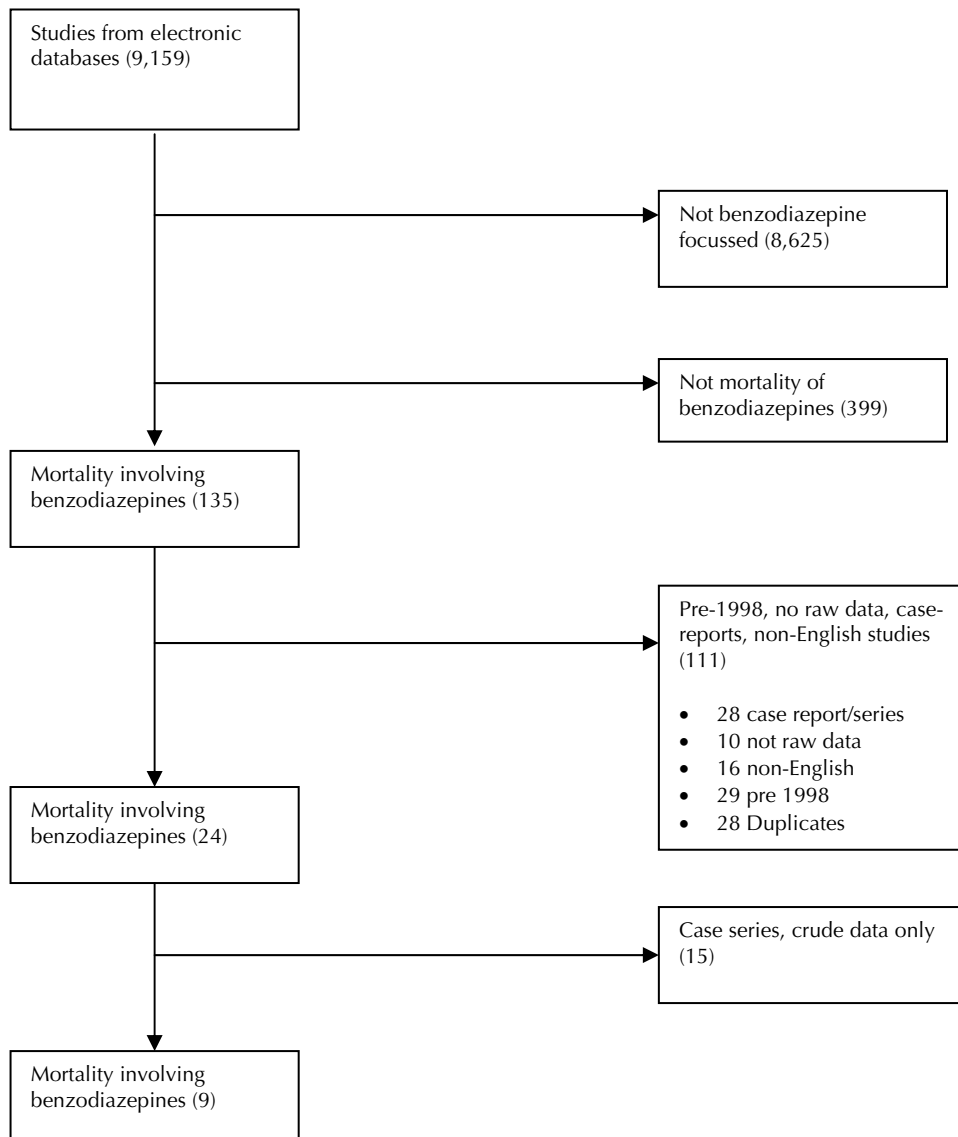 Studies from electronic
databases (9,159)
Not benzodiazepine
focussed (8,625)
Not mortality of
benzodiazepines (399)
Mortality involving
benzodiazepines (135)
Pre-1998, no raw data, case-
reports, non-English studies
(111)
• 28 case report/series
• 10 not raw data
• 16 non-English
• 29 pre 1998
• 28 Duplicates
Mortality involving
benzodiazepines (24)
Case series, crude data only
(15)
Mortality involving
benzodiazepines (9)